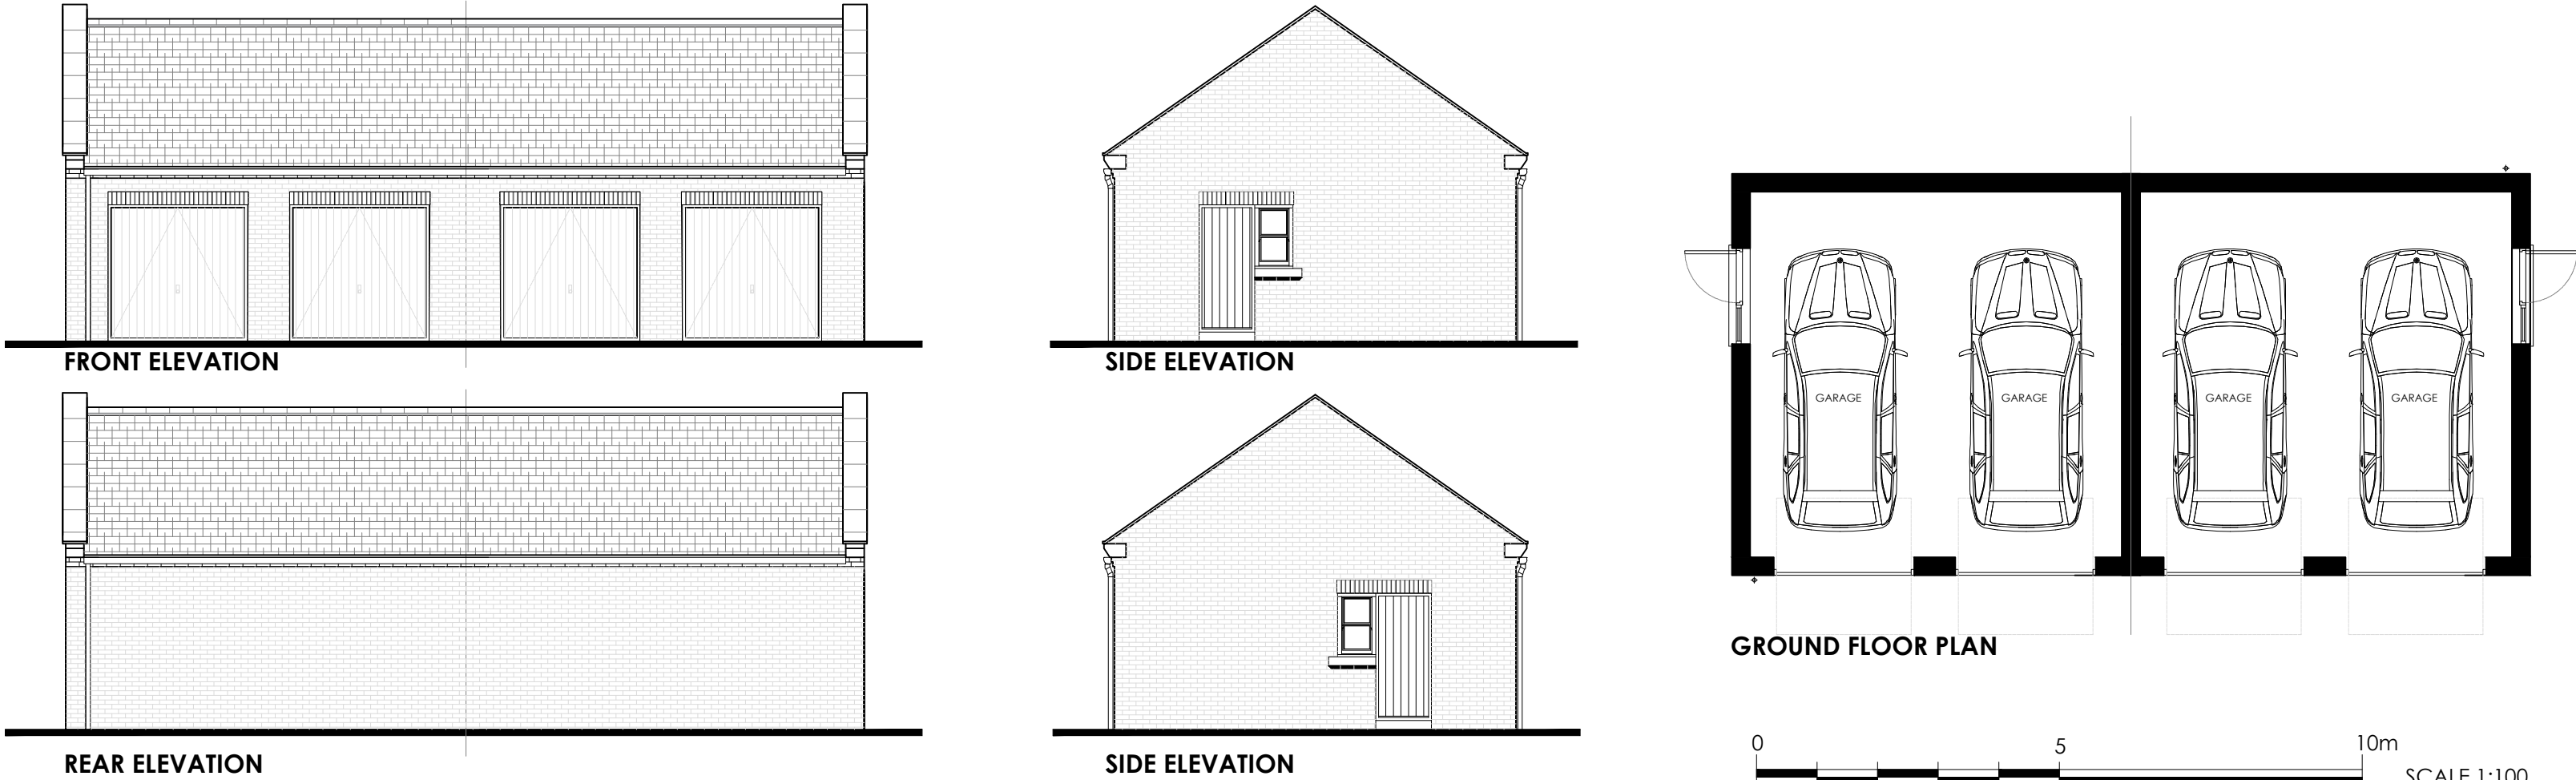 FRONT ELEVATION
SIDE ELEVATION
GARAGE GARAGE GARAGE GARAGE
GROUND FLOOR PLAN
REAR ELEVATION
SIDE ELEVATION
0 5 10m
SCALE 1:100